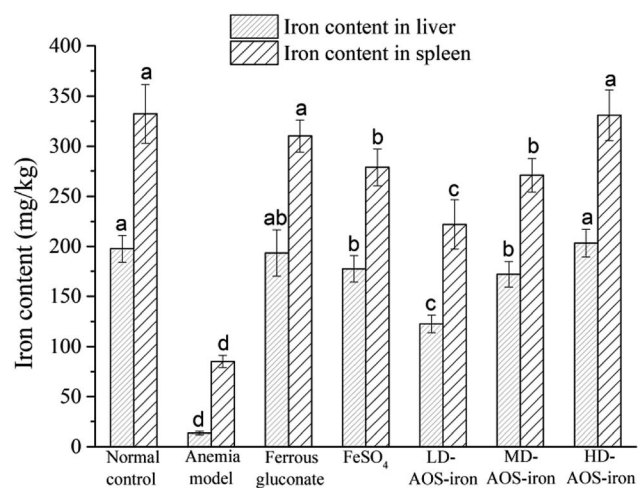 Iron content in liver
Iron content in spleen
Iron content (mg/kg)
400
350
300
250
200
150
100
50
0
a
a
d
d
ab
a
b
b
c
c
b
b
a
a
Normal
control
Anemia
model
Ferrous
gluconate
FeSO₄
LD-
AOS-iron
MD-
AOS-iron
HD-
AOS-iron